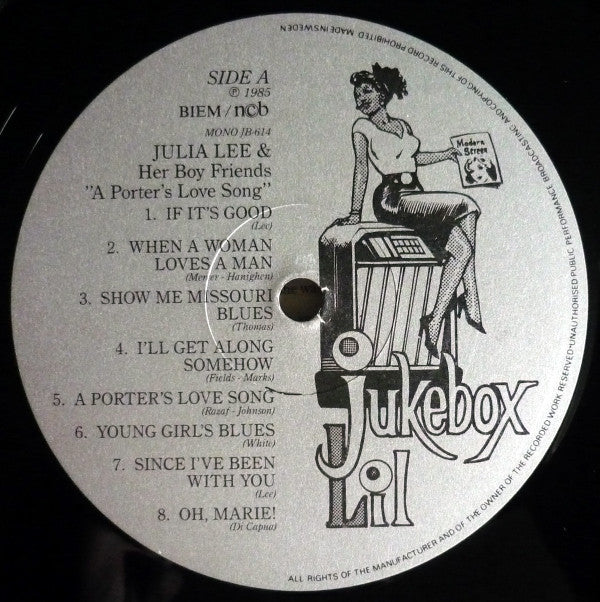 SIDE A
℗ 1985
BIEM / ncb
MONO JB-614
JULIA LEE &
Her Boy Friends
"A Porter's Love Song"
1. IF IT'S GOOD
(Lee)
2. WHEN A WOMAN
LOVES A MAN
(Mercer - Hanighen)
3. SHOW ME MISSOURI
BLUES
(Thomas)
4. I'LL GET ALONG
SOMEHOW
(Fields - Marks)
5. A PORTER'S LOVE SONG
(Razaf - Johnson)
6. YOUNG GIRL'S BLUES
(White)
7. SINCE I'VE BEEN
WITH YOU
(Lee)
8. OH, MARIE!
(Di Capua)
Modern
Screen
Jukebox
Lil
ALL RIGHTS OF THE MANUFACTURER AND OF THE OWNER OF THE RECORDED WORK RESERVED•UNAUTHORISED PUBLIC PERFORMANCE BROADCASTING AND COPYING OF THIS RECORD PROHIBITED MADE IN SWEDEN